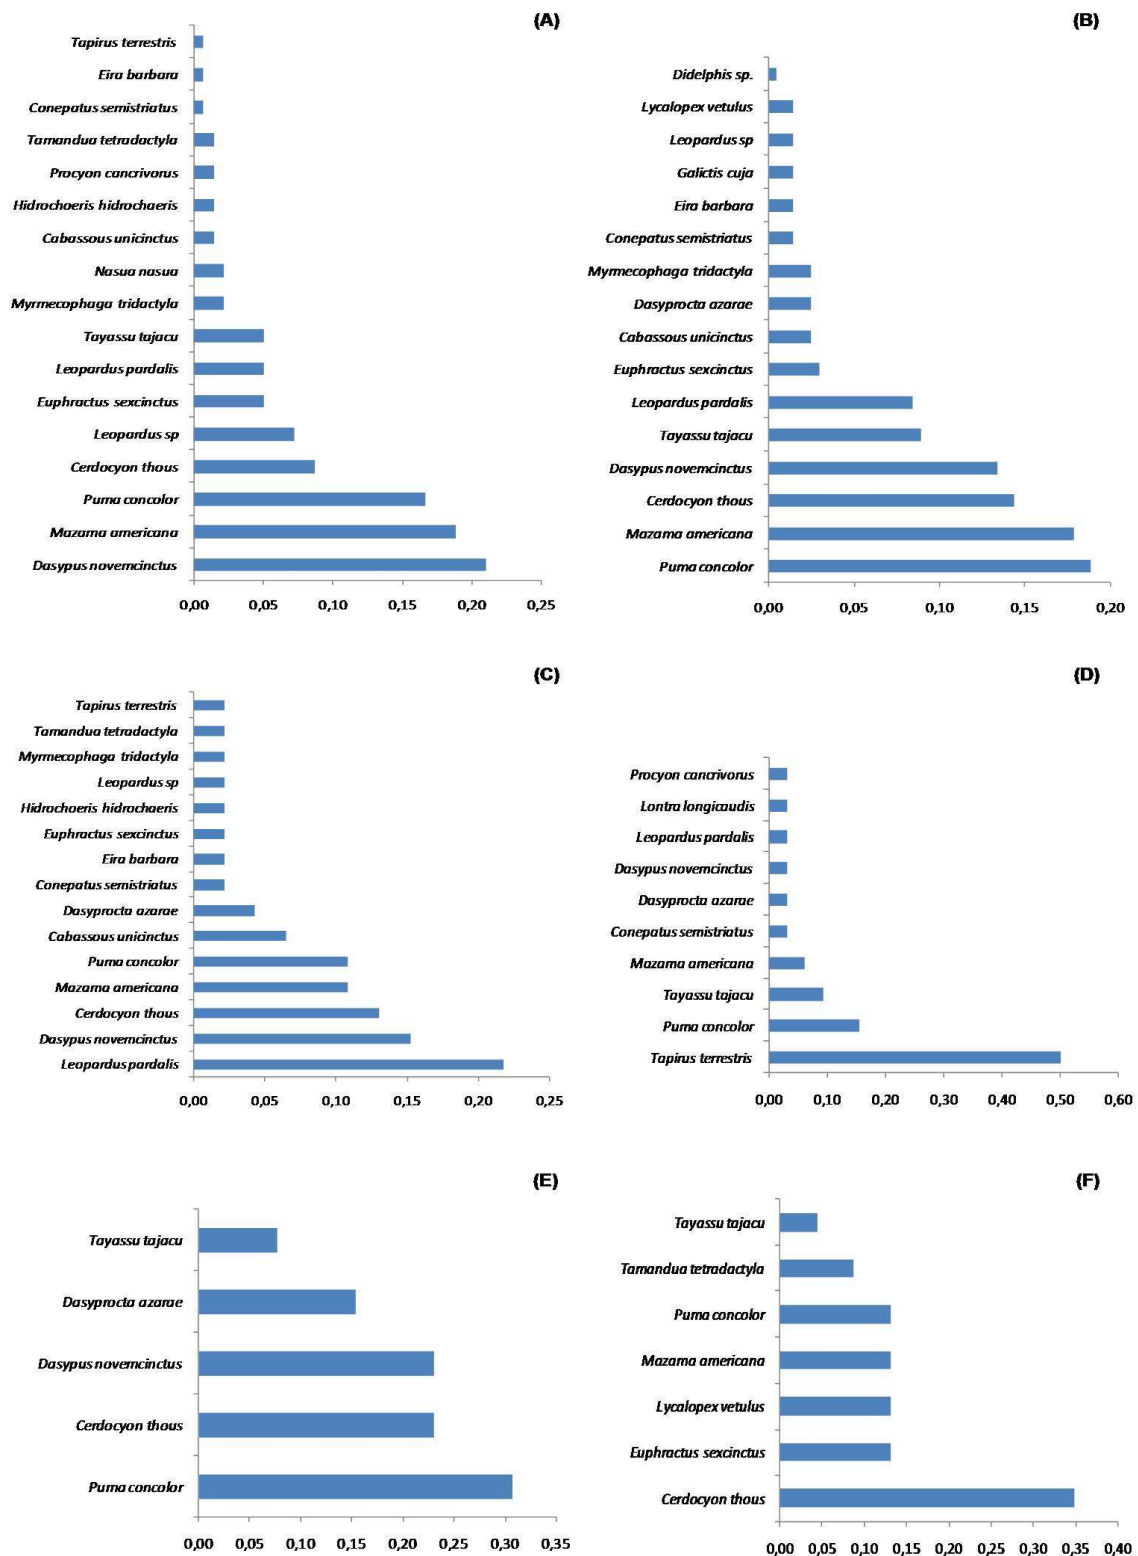 (A)
Tapirus terrestris
Eira barbara
Conepatus semistriatus
Tamandua tetradactyla
Procyon cancrivorus
Hidrochoeris hidrochaeris
Cabassous unicinctus
Nasua nasua
Myrmecophaga tridactyla
Tayassu tajacu
Leopardus pardalis
Euphractus sexcinctus
Leopardus sp
Cerdocyon thous
Puma concolor
Mazama americana
Dasypus novemcinctus
0,00 0,05 0,10 0,15 0,20 0,25
(B)
Didelphis sp.
Lycalopex vetulus
Leopardus sp
Galictis cuja
Eira barbara
Conepatus semistriatus
Myrmecophaga tridactyla
Dasyprocta azarae
Cabassous unicinctus
Euphractus sexcinctus
Leopardus pardalis
Tayassu tajacu
Dasypus novemcinctus
Cerdocyon thous
Mazama americana
Puma concolor
0,00 0,05 0,10 0,15 0,20
(C)
Tapirus terrestris
Tamandua tetradactyla
Myrmecophaga tridactyla
Leopardus sp
Hidrochoeris hidrochaeris
Euphractus sexcinctus
Eira barbara
Conepatus semistriatus
Dasyprocta azarae
Cabassous unicinctus
Puma concolor
Mazama americana
Cerdocyon thous
Dasypus novemcinctus
Leopardus pardalis
0,00 0,05 0,10 0,15 0,20 0,25
(D)
Procyon cancrivorus
Lontra longicaudis
Leopardus pardalis
Dasypus novemcinctus
Dasyprocta azarae
Conepatus semistriatus
Mazama americana
Tayassu tajacu
Puma concolor
Tapirus terrestris
0,00 0,10 0,20 0,30 0,40 0,50 0,60
(E)
Tayassu tajacu
Dasyprocta azarae
Dasypus novemcinctus
Cerdocyon thous
Puma concolor
0,00 0,05 0,10 0,15 0,20 0,25 0,30 0,35
(F)
Tayassu tajacu
Tamandua tetradactyla
Puma concolor
Mazama americana
Lycalopex vetulus
Euphractus sexcinctus
Cerdocyon thous
0,00 0,05 0,10 0,15 0,20 0,25 0,30 0,35 0,40